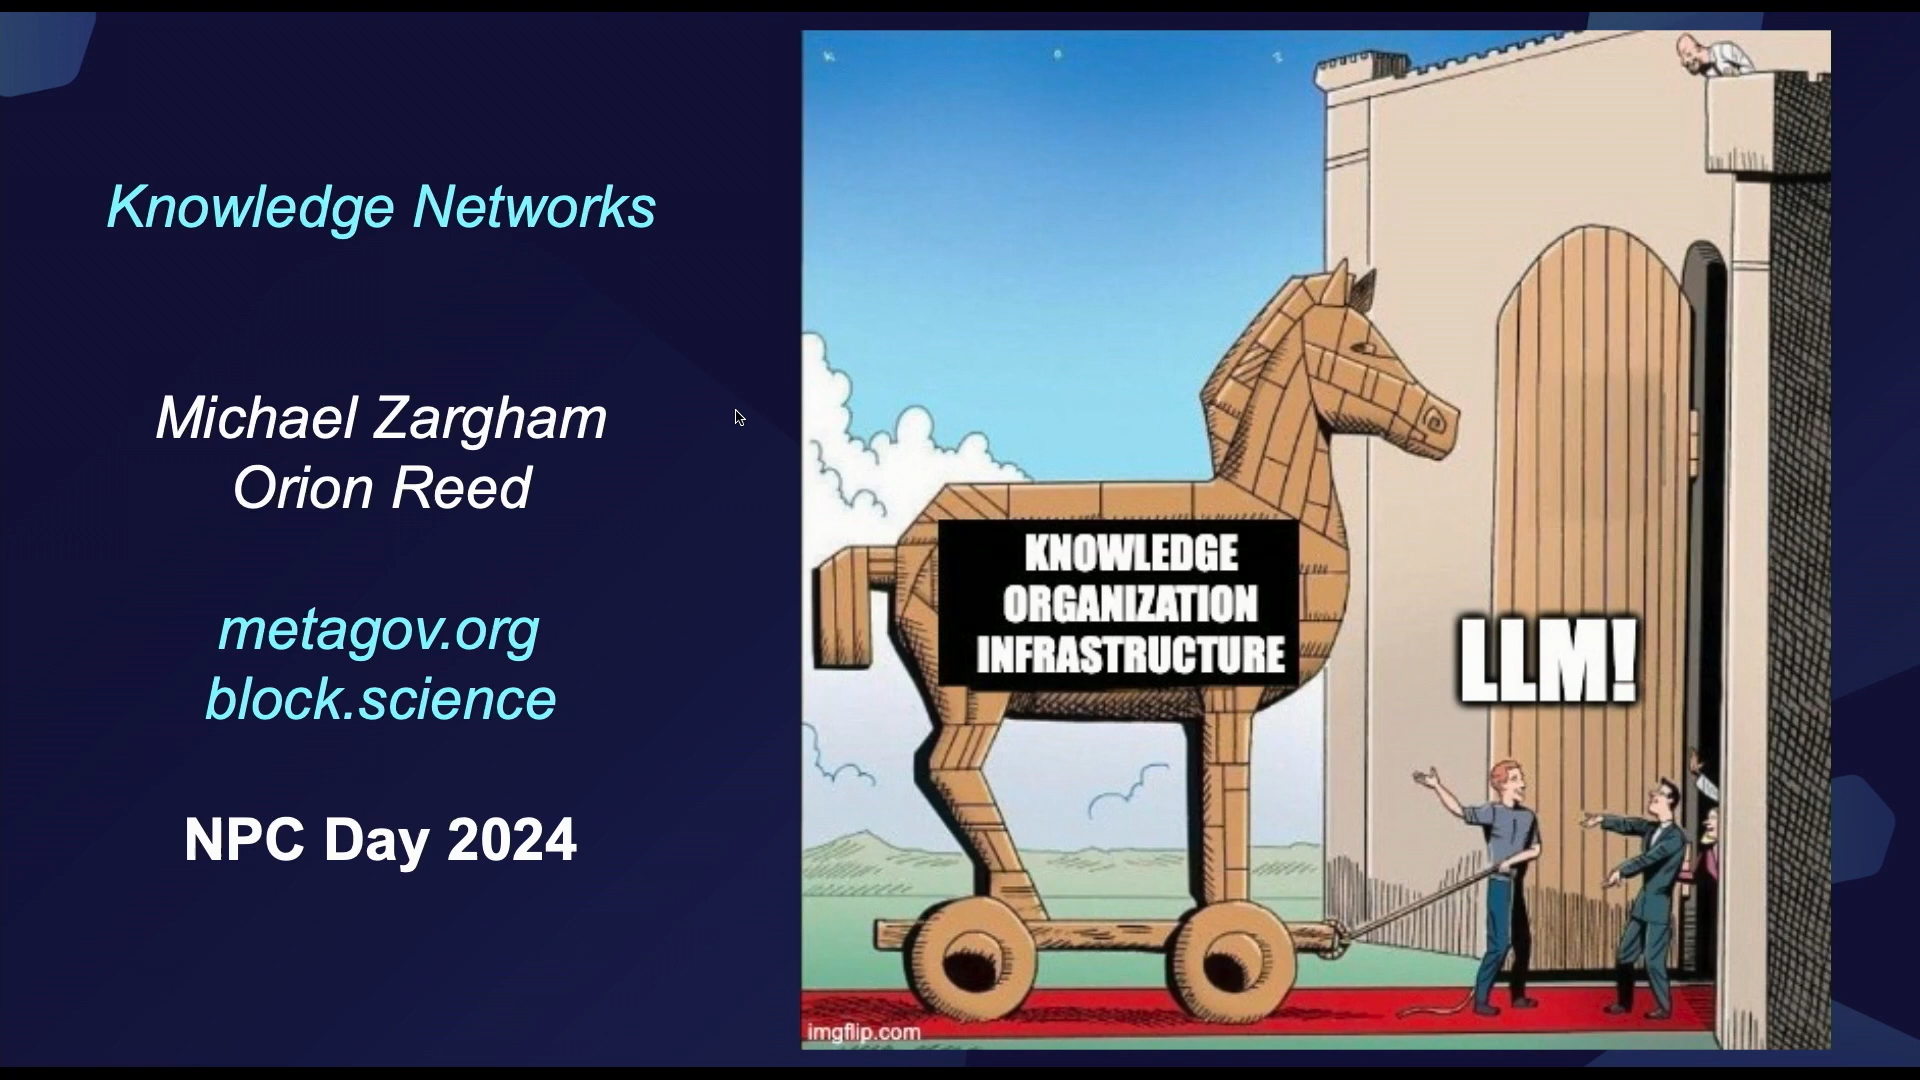 Knowledge Networks
Michael Zargham
Orion Reed
metagov.org
block.science
NPC Day 2024
KNOWLEDGE
ORGANIZATION
INFRASTRUCTURE
LLM!
imgflip.com